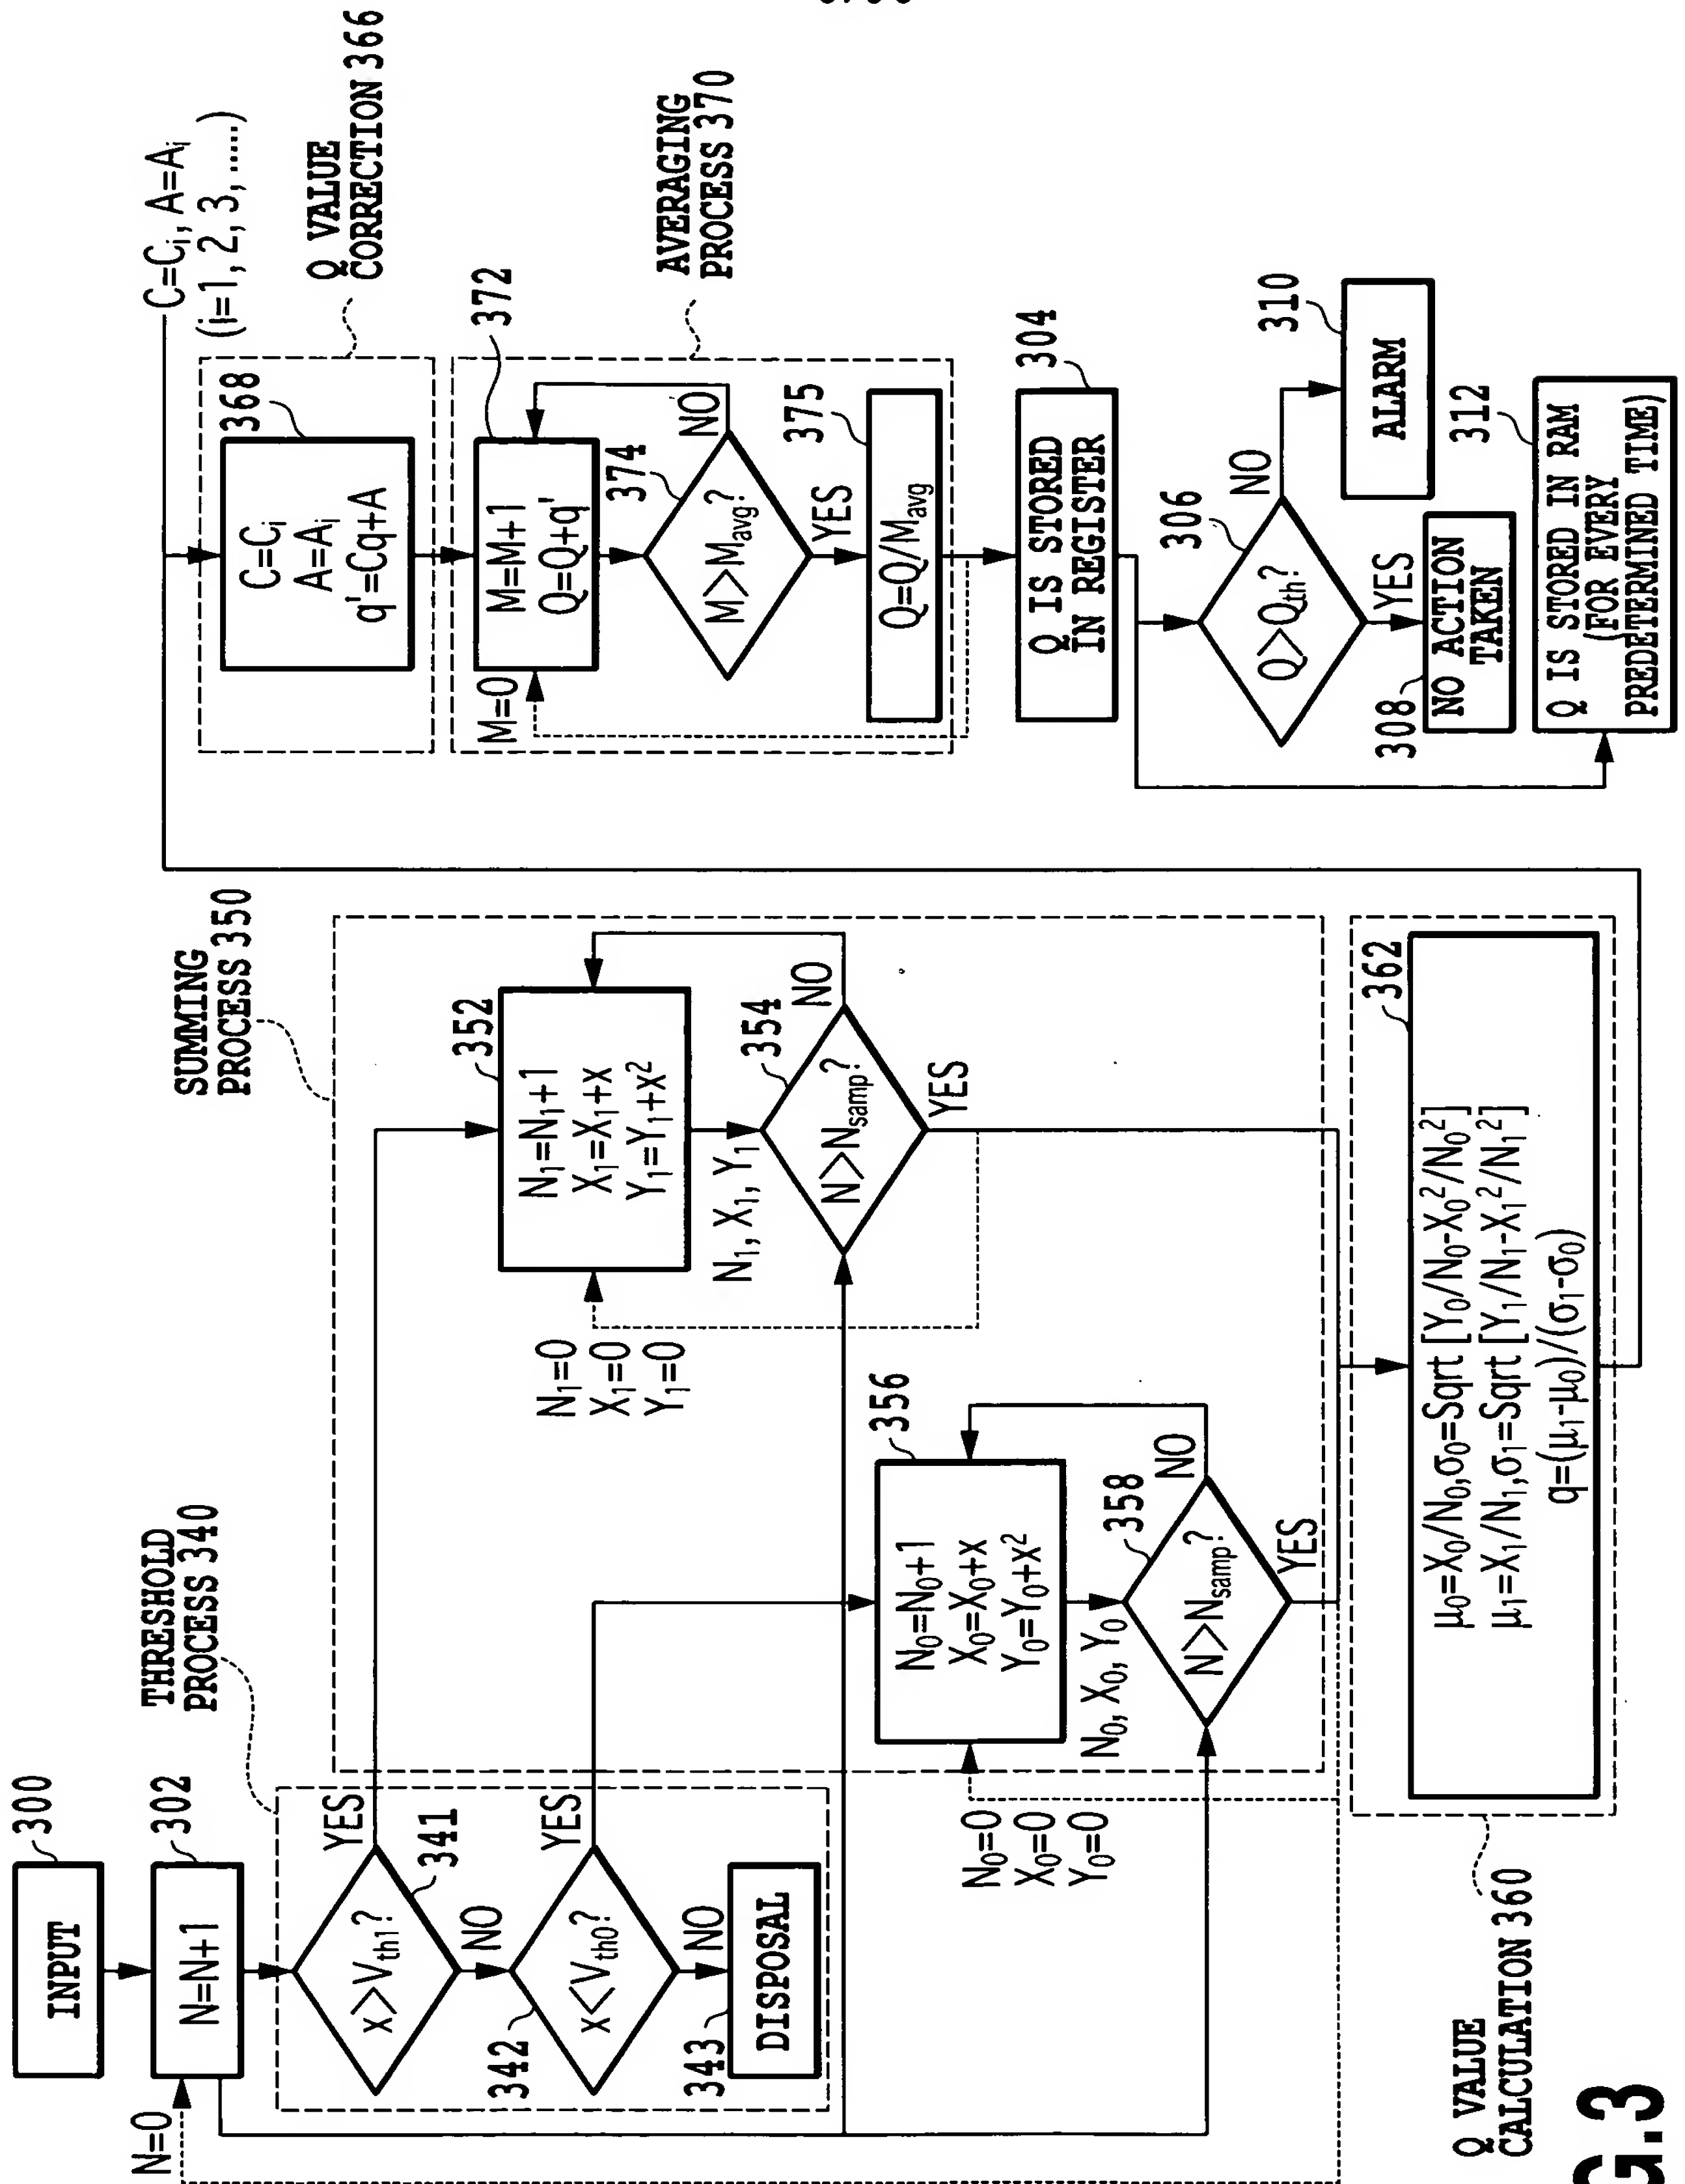 INPUT
300
N=0
N=N+1
302
THRESHOLD
PROCESS 340
x>Vth1?
YES
341
NO
342
x<Vth0?
YES
NO
343
DISPOSAL
SUMMING
PROCESS 350
352
N₁=N₁+1
X₁=X₁+x
Y₁=Y₁+x²
N₁=0
X₁=0
Y₁=0
N₁, X₁, Y₁
354
N>Nsamp?
NO
YES
356
N₀=N₀+1
X₀=X₀+x
Y₀=Y₀+x²
N₀=0
X₀=0
Y₀=0
N₀, X₀, Y₀
358
N>Nsamp?
NO
YES
Q VALUE
CALCULATION 360
362
μ₀=X₀/N₀,σ₀=Sqrt [Y₀/N₀-X₀²/N₀²]
μ₁=X₁/N₁,σ₁=Sqrt [Y₁/N₁-X₁²/N₁²]
q=(μ₁-μ₀)/(σ₁-σ₀)
C=Cᵢ, A=Aᵢ
(i=1, 2, 3, .....)
Q VALUE
CORRECTION 366
368
C=Cᵢ
A=Aᵢ
q'=Cq+A
AVERAGING
PROCESS 370
372
M=0
M=M+1
Q=Q+q'
374
M>Mavg?
NO
YES
375
Q=Q/Mavg
304
Q IS STORED
IN REGISTER
306
Q>Qth?
NO
YES
310
ALARM
308
NO ACTION
TAKEN
312
Q IS STORED IN RAM
(FOR EVERY
PREDETERMINED TIME)
G.3